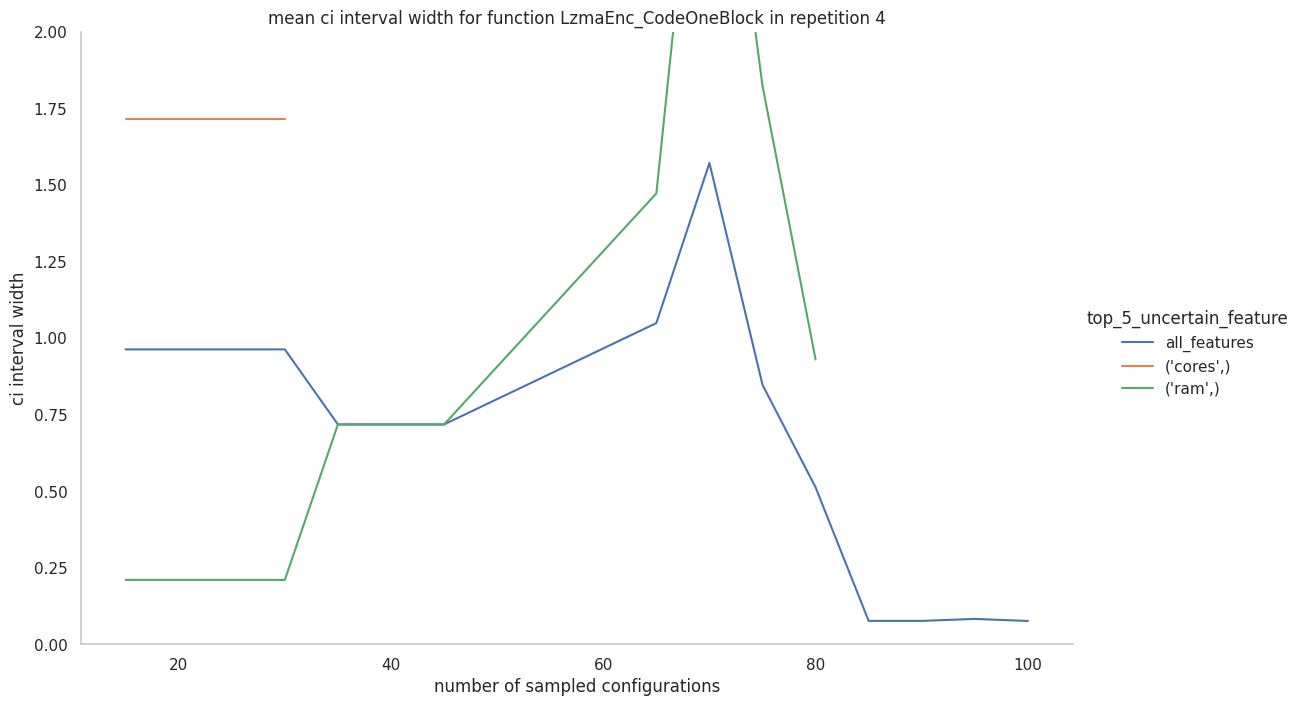 mean ci interval width for function LzmaEnc_CodeOneBlock in repetition 4
2.00
1.75
1.50
1.25
1.00
0.75
0.50
0.25
0.00
ci interval width
20
40
60
80
100
number of sampled configurations
top_5_uncertain_feature
all_features
('cores',)
('ram',)